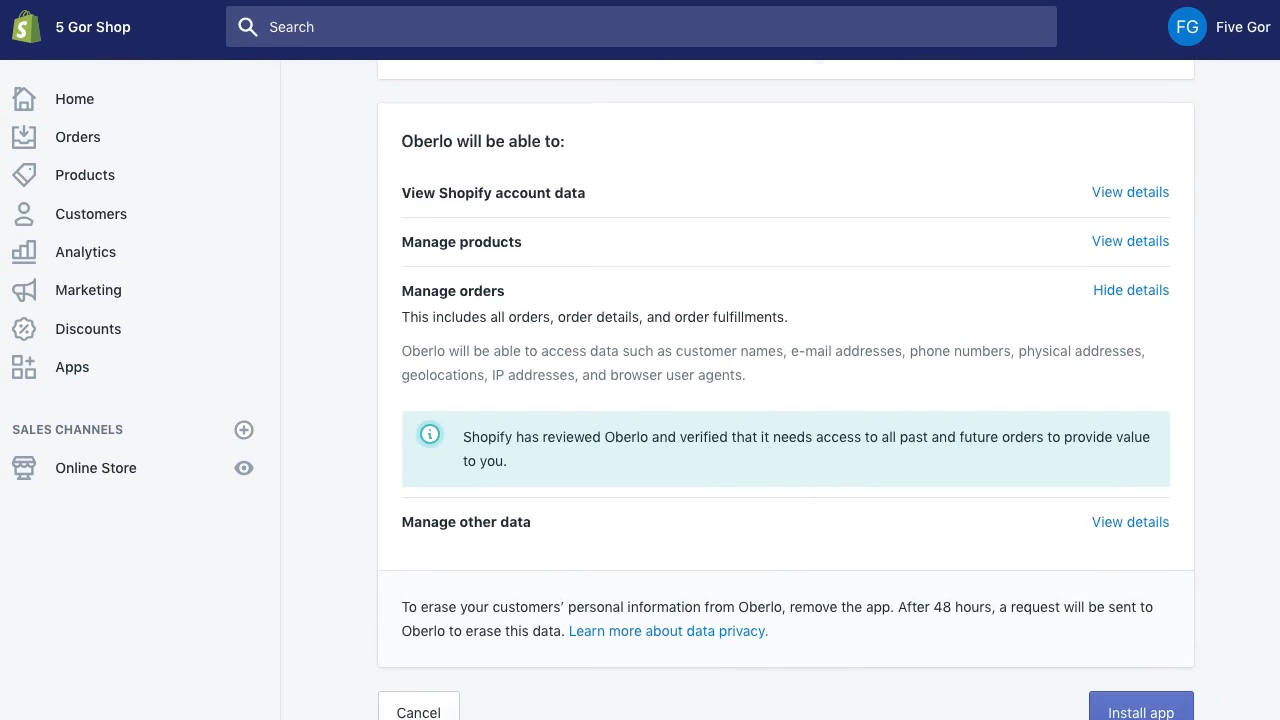 5 Gor Shop
Search
FG
Five Gor
Home
Orders
Products
Customers
Analytics
Marketing
Discounts
Apps
SALES CHANNELS
Online Store
Oberlo will be able to:
View Shopify account data
View details
Manage products
View details
Manage orders
Hide details
This includes all orders, order details, and order fulfillments.
Oberlo will be able to access data such as customer names, e-mail addresses, phone numbers, physical addresses,
geolocations, IP addresses, and browser user agents.
Shopify has reviewed Oberlo and verified that it needs access to all past and future orders to provide value
to you.
Manage other data
View details
To erase your customers’ personal information from Oberlo, remove the app. After 48 hours, a request will be sent to
Oberlo to erase this data. Learn more about data privacy.
Cancel
Install app